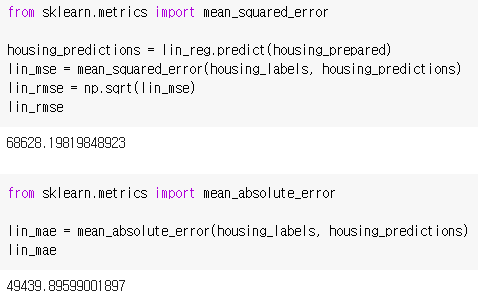 from sklearn.metrics import mean_squared_error
housing_predictions = lin_reg.predict(housing_prepared)
lin_mse = mean_squared_error(housing_labels, housing_predictions)
lin_rmse = np.sqrt(lin_mse)
lin_rmse
68628.19819848923
from sklearn.metrics import mean_absolute_error
lin_mae = mean_absolute_error(housing_labels, housing_predictions)
lin_mae
49439.89599001897